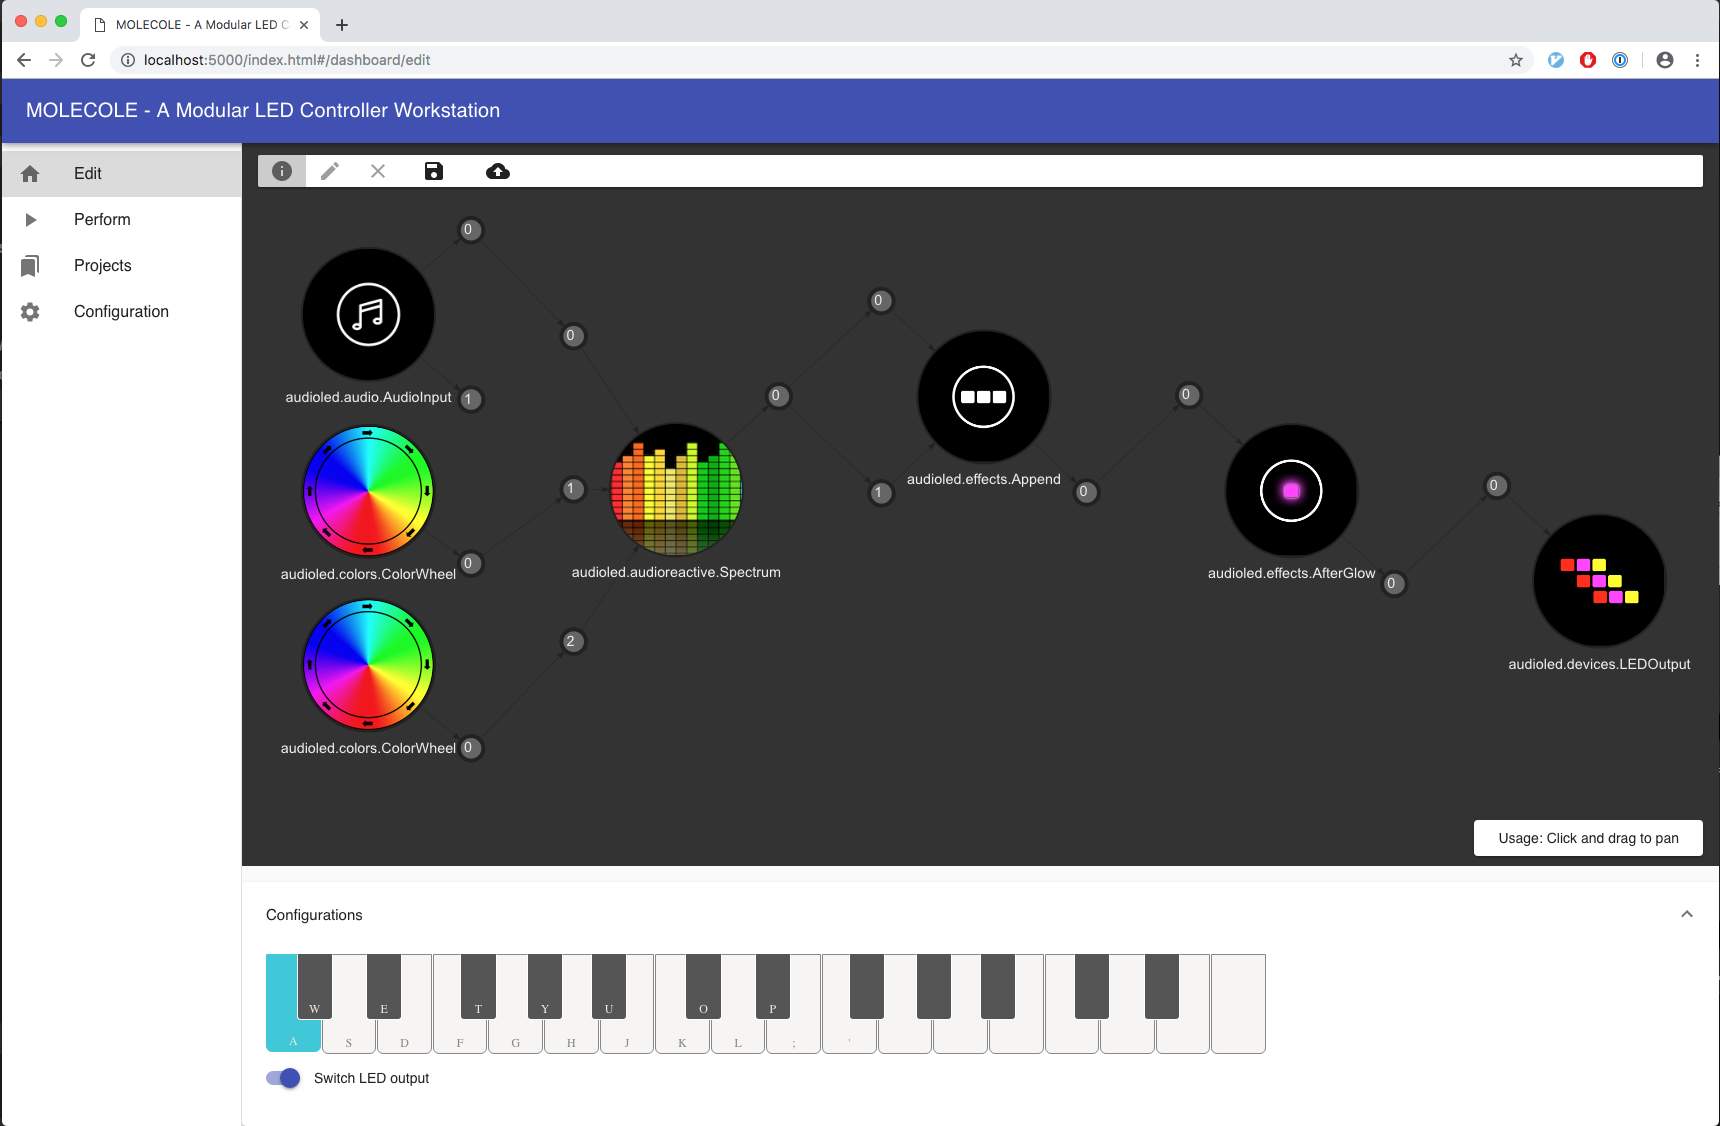 MOLECOLE - A Modular LED C
localhost:5000/index.html#/dashboard/edit
MOLECOLE - A Modular LED Controller Workstation
Edit
Perform
Projects
Configuration
0
0
audioled.audio.AudioInput
1
audioled.colors.ColorWheel
0
1
audioled.colors.ColorWheel
0
2
audioled.audioreactive.Spectrum
0
0
1
audioled.effects.Append
0
0
audioled.effects.AfterGlow
0
0
audioled.devices.LEDOutput
Usage: Click and drag to pan
Configurations
W E T Y U O P
A S D F G H J K L ; '
Switch LED output